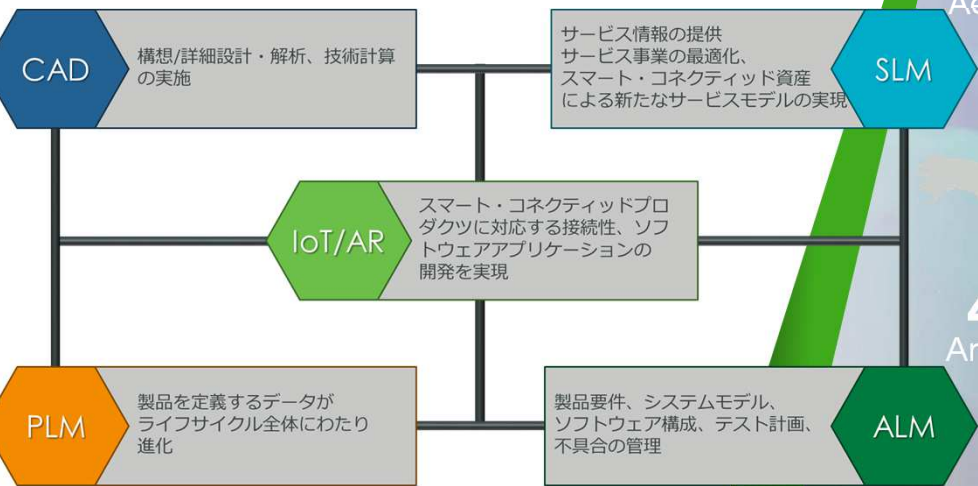 CAD
構想/詳細設計・解析、技術計算
の実施
サービス情報の提供
サービス事業の最適化、
スマート・コネクティッド資産
による新たなサービスモデルの実現
SLM
IoT/AR
スマート・コネクティッドプロ
ダクツに対応する接続性、ソフ
トウェアアプリケーションの
開発を実現
PLM
製品を定義するデータが
ライフサイクル全体にわたり
進化
製品要件、システムモデル、
ソフトウェア構成、テスト計画、
不具合の管理
ALM